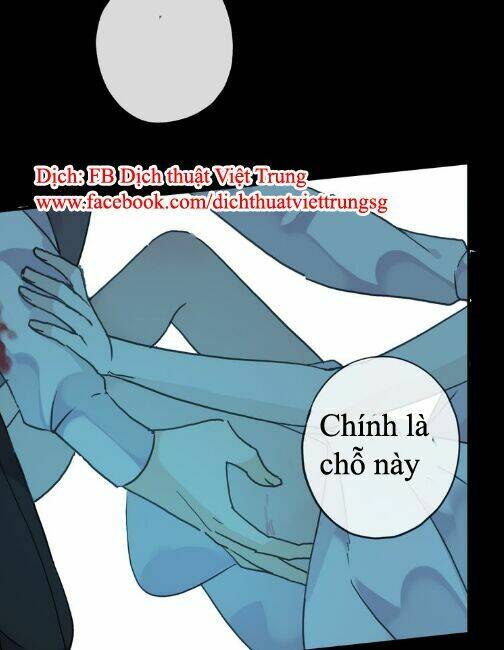 Dịch: FB Dịch thuật Việt Trung
www.facebook.com/dichthuatviettrungsg
Chính là
chỗ này